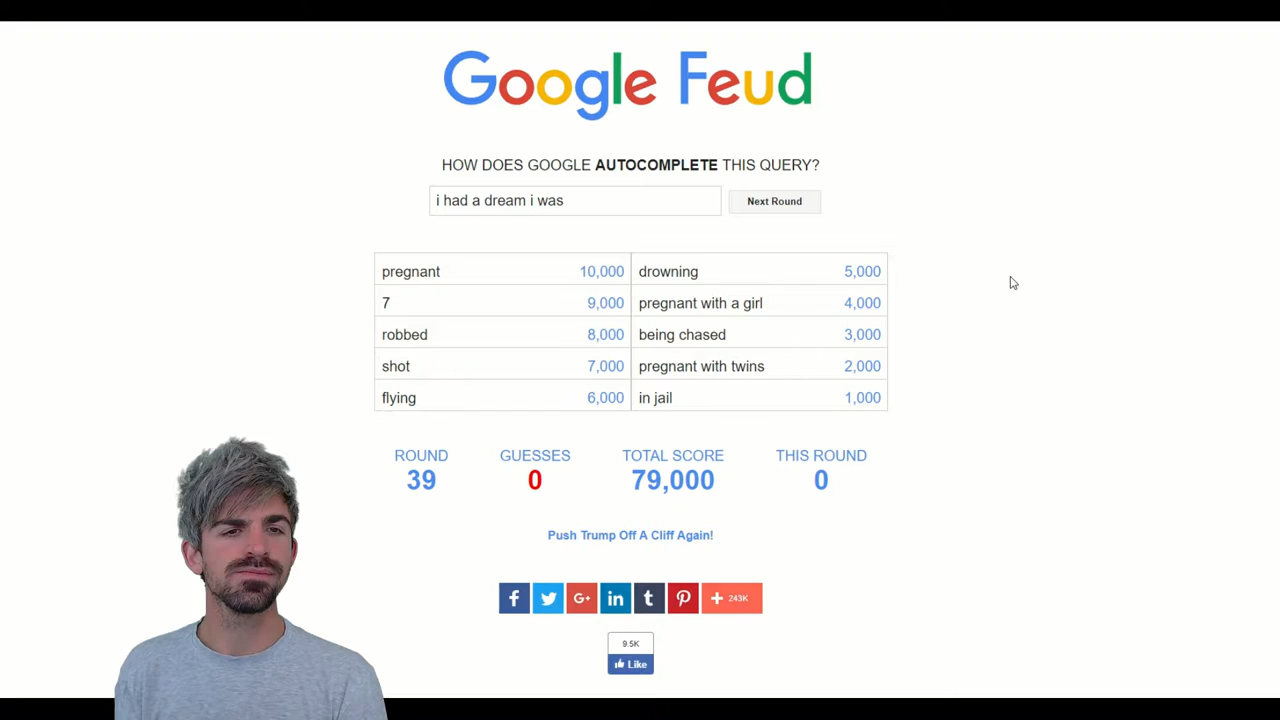 Google Feud
HOW DOES GOOGLE AUTOCOMPLETE THIS QUERY?
i had a dream i was
Next Round
pregnant 10,000 drowning 5,000
7 9,000 pregnant with a girl 4,000
robbed 8,000 being chased 3,000
shot 7,000 pregnant with twins 2,000
flying 6,000 in jail 1,000
ROUND GUESSES TOTAL SCORE THIS ROUND
39 0 79,000 0
Push Trump Off A Cliff Again!
243K
9.5K
Like